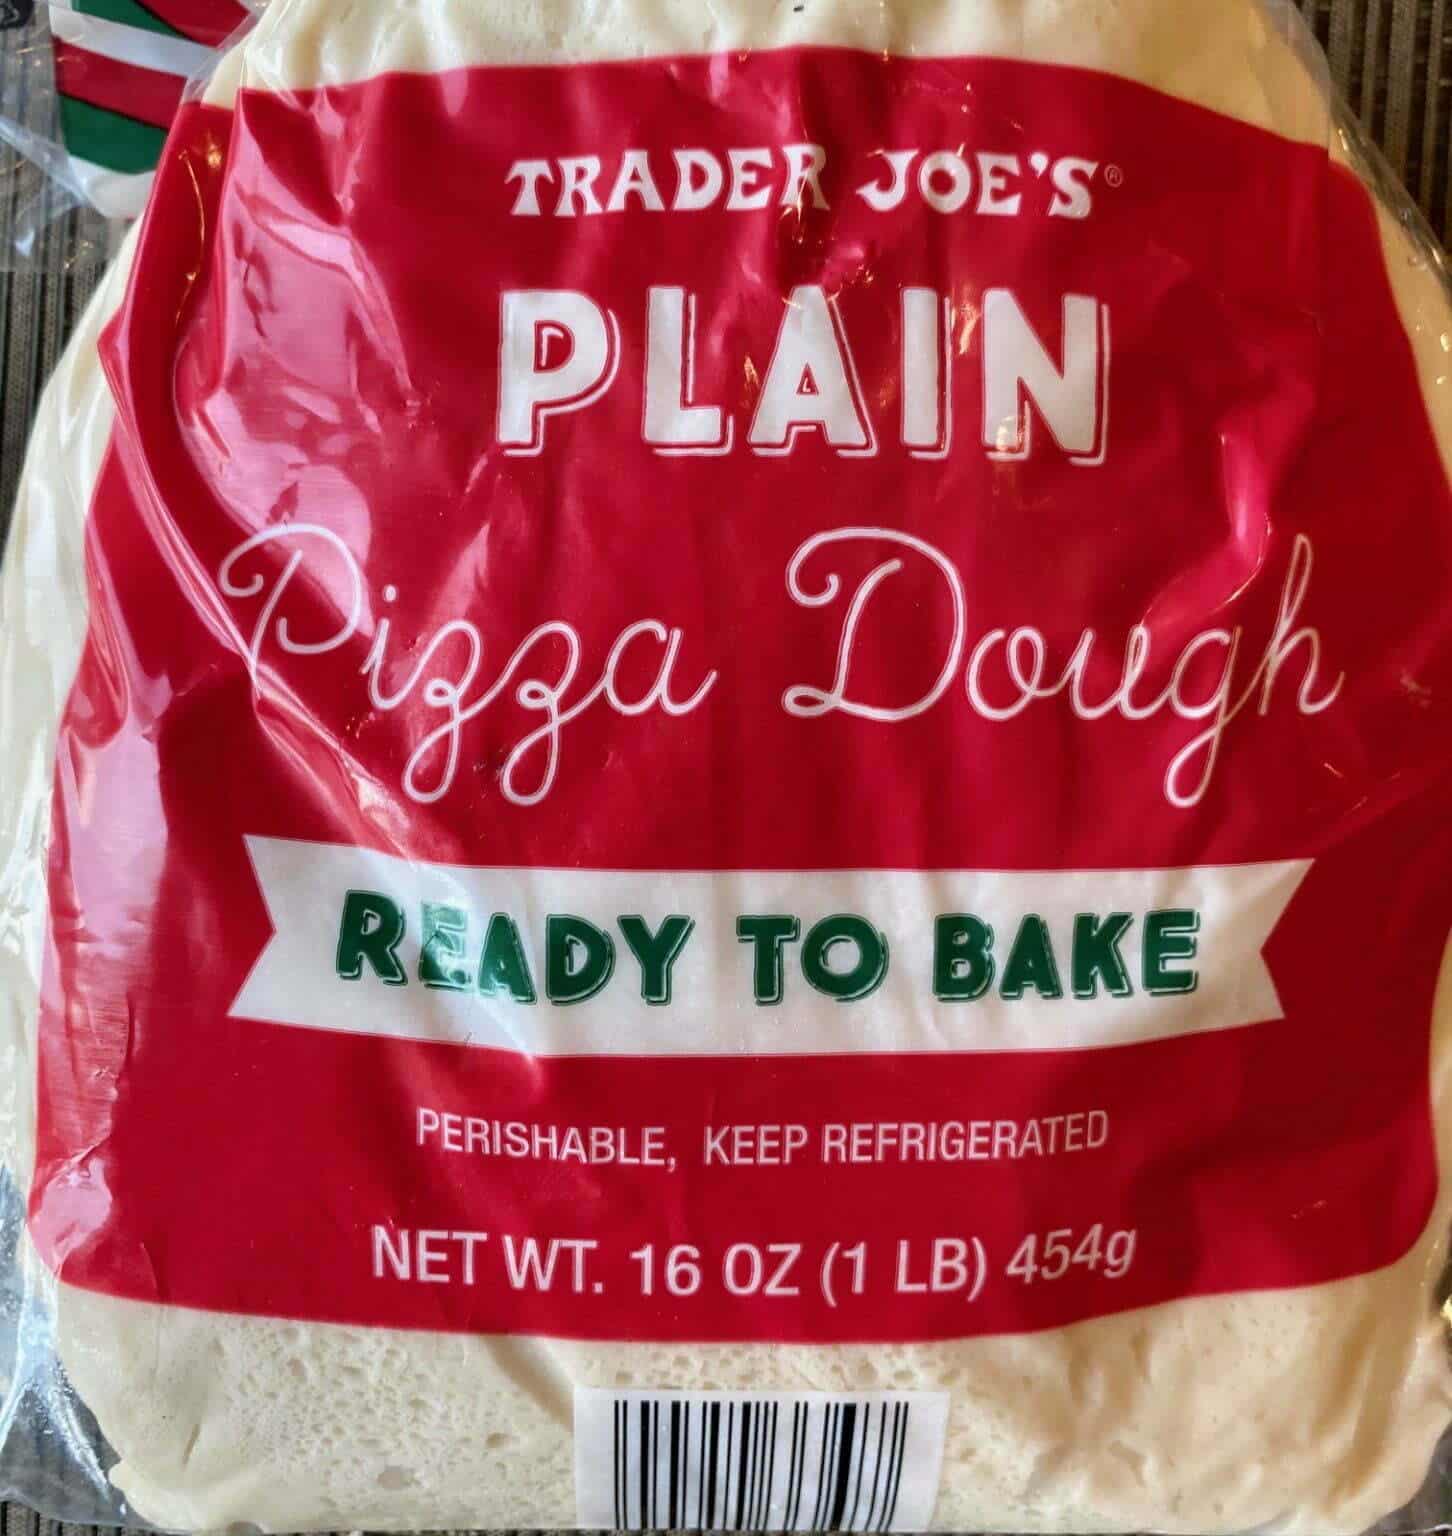 TRADER JOE'S®
PLAIN
Pizza Dough
READY TO BAKE
PERISHABLE, KEEP REFRIGERATED
NET WT. 16 OZ (1 LB) 454g